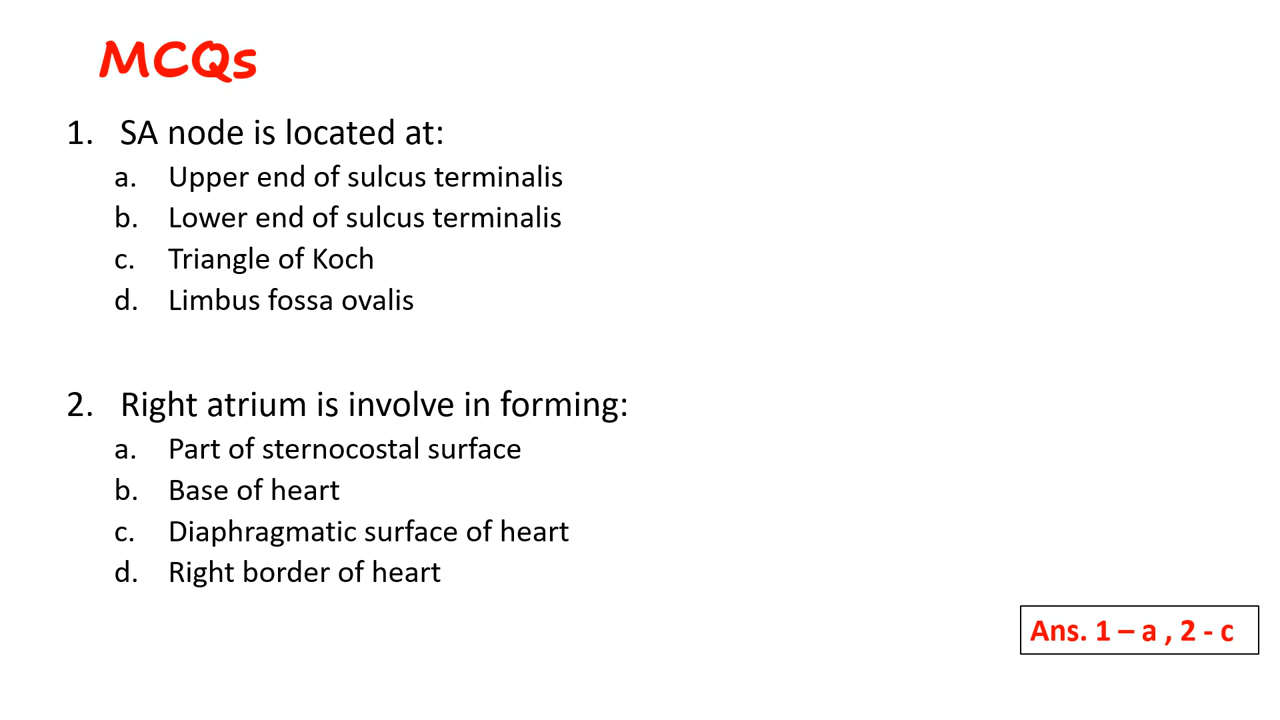 MCQs
1. SA node is located at:
a. Upper end of sulcus terminalis
b. Lower end of sulcus terminalis
c. Triangle of Koch
d. Limbus fossa ovalis
2. Right atrium is involve in forming:
a. Part of sternocostal surface
b. Base of heart
c. Diaphragmatic surface of heart
d. Right border of heart
Ans. 1 – a , 2 - c